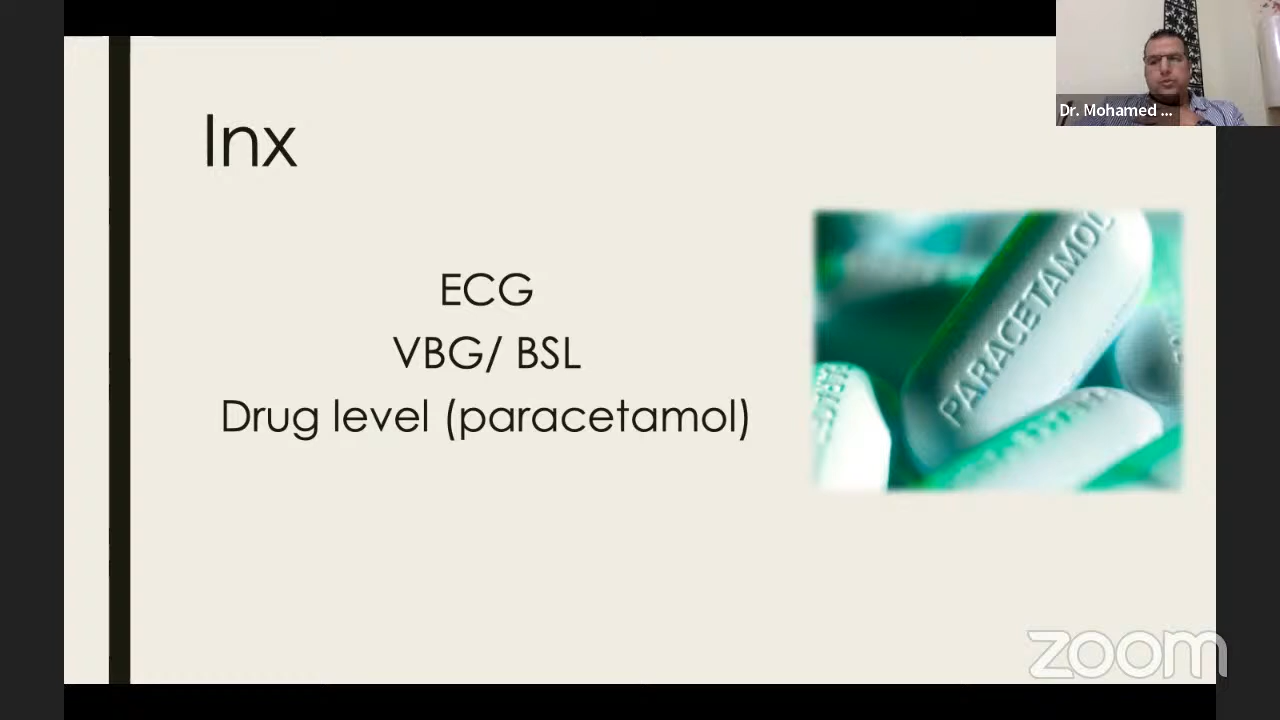 Inx
ECG
VBG/ BSL
Drug level (paracetamol)
PARACETAMOL
Dr. Mohamed ...
zoom